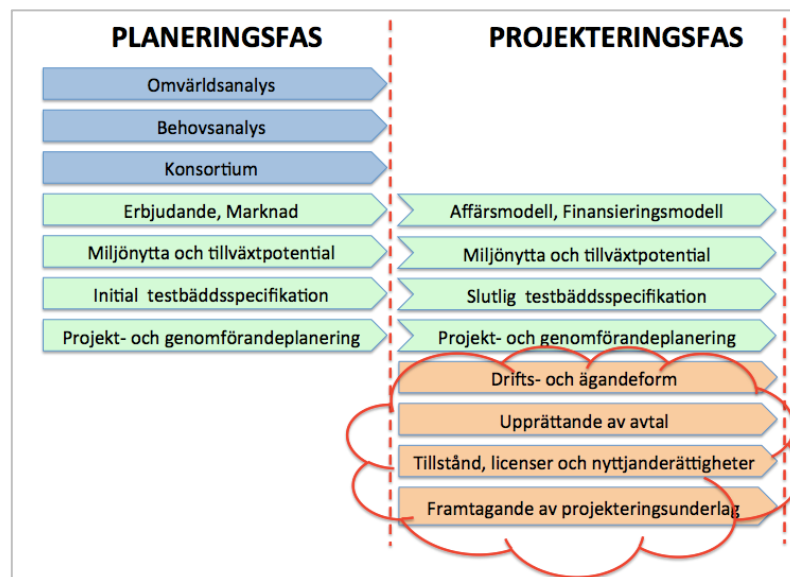 PLANERINGSFAS
Omvärldsanalys
Behovsanalys
Konsortium
Erbjudande, Marknad
Miljönytta och tillväxtpotential
Initial testbäddsspecifikation
Projekt- och genomförandeplanering
PROJEKTERINGSFAS
Affärsmodell, Finansieringsmodell
Miljönytta och tillväxtpotential
Slutlig testbäddsspecifikation
Projekt- och genomförandeplanering
Drifts- och ägandeform
Upprättande av avtal
Tillstånd, licenser och nyttjanderättigheter
Framtagande av projekteringsunderlag